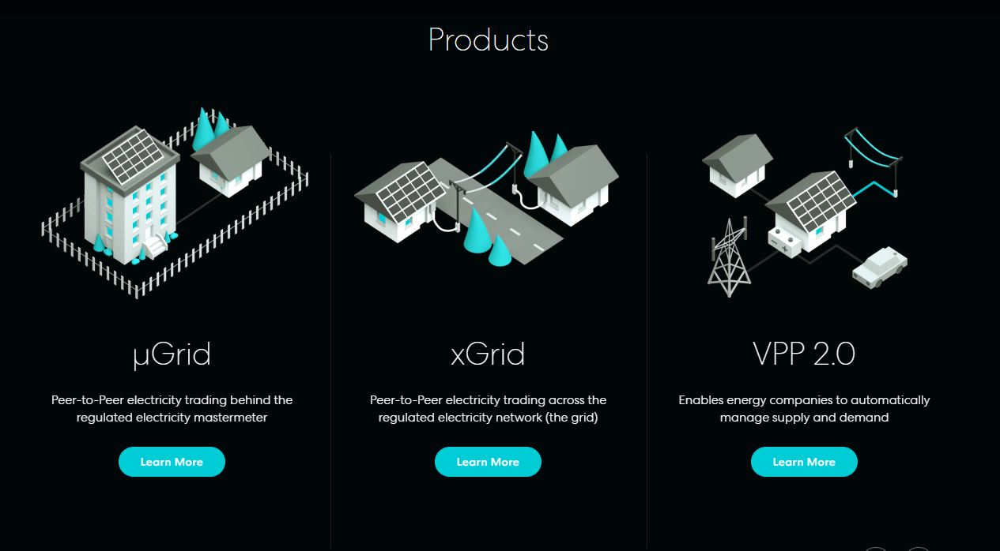 Products
µGrid
Peer-to-Peer electricity trading behind the
regulated electricity mastermeter
Learn More
xGrid
Peer-to-Peer electricity trading across the
regulated electricity network (the grid)
Learn More
VPP 2.0
Enables energy companies to automatically
manage supply and demand
Learn More